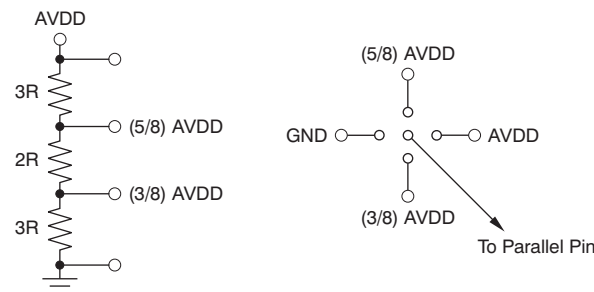 AVDD
3R
(5/8) AVDD
2R
(3/8) AVDD
3R
(5/8) AVDD
GND
AVDD
(3/8) AVDD
To Parallel Pin